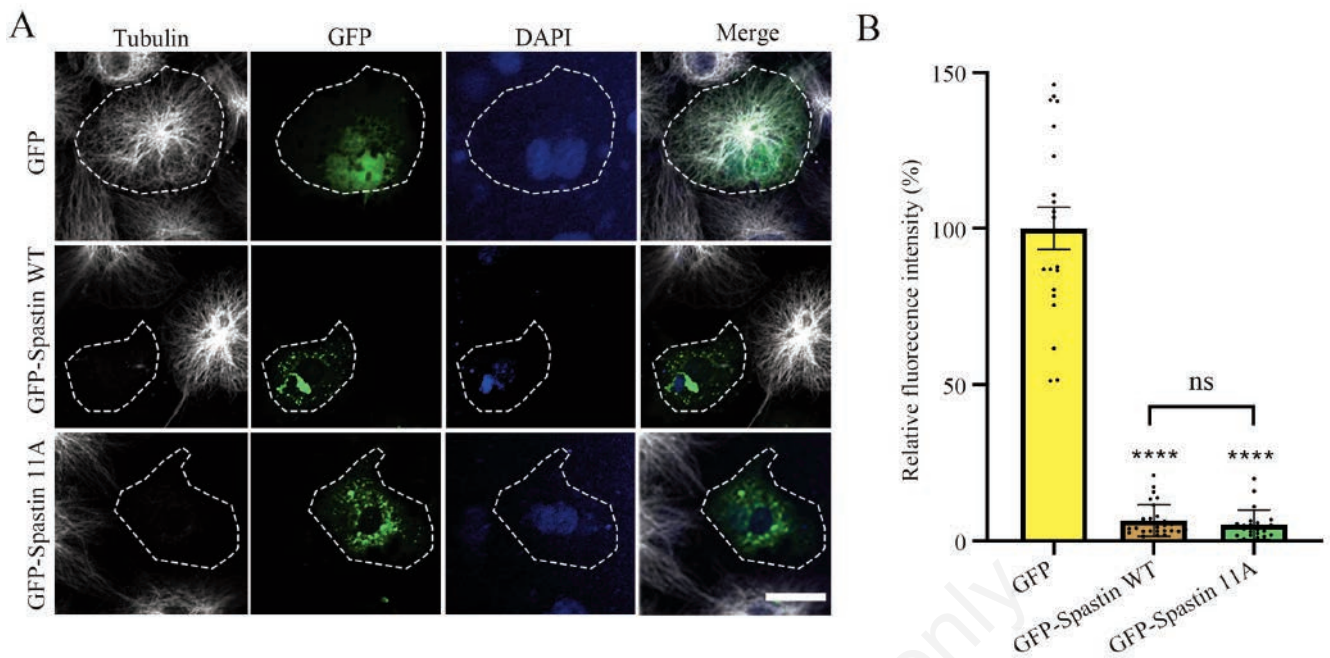 A
Tubulin GFP DAPI Merge
GFP
GFP-Spastin WT
GFP-Spastin 11A
B
Relative fluorecence intensity (%)
150
100
50
0
ns
**** ****
GFP
GFP-Spastin WT
GFP-Spastin 11A
only